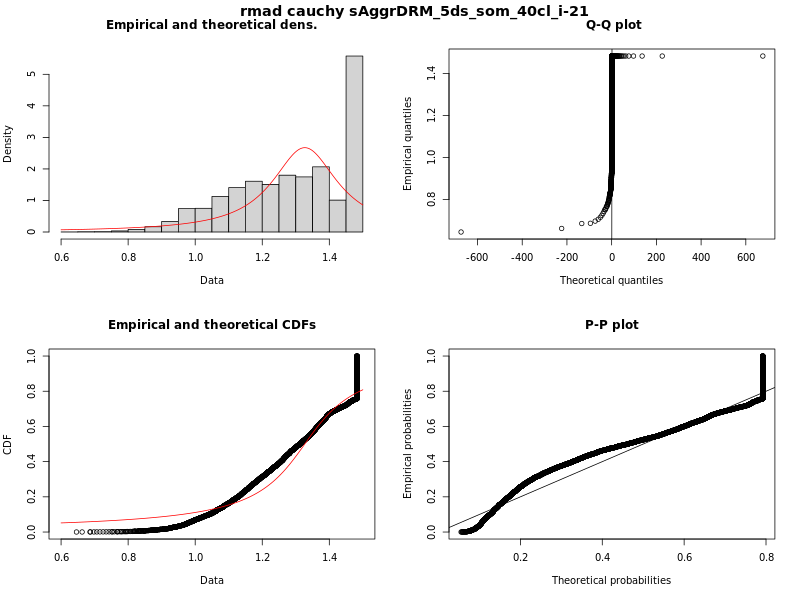 rmad cauchy sAggrDRM_5ds_som_40cl_i-21
Empirical and theoretical dens.
Density
0 1 2 3 4 5
0.6 0.8 1.0 1.2 1.4
Data
Q-Q plot
Empirical quantiles
0.8 1.0 1.2 1.4
-600 -400 -200 0 200 400 600
Theoretical quantiles
Empirical and theoretical CDFs
CDF
0.0 0.2 0.4 0.6 0.8 1.0
0.6 0.8 1.0 1.2 1.4
Data
P-P plot
Empirical probabilities
0.0 0.2 0.4 0.6 0.8 1.0
0.2 0.4 0.6 0.8
Theoretical probabilities